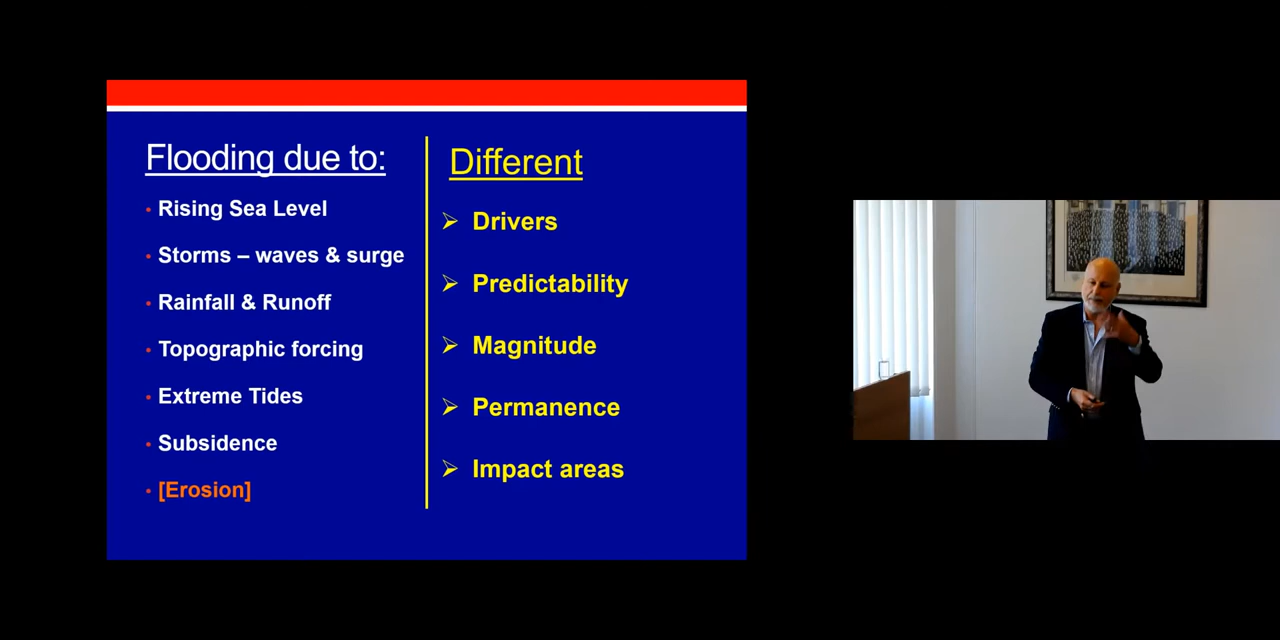 Flooding due to:
• Rising Sea Level
• Storms – waves & surge
• Rainfall & Runoff
• Topographic forcing
• Extreme Tides
• Subsidence
• [Erosion]
Different
➢ Drivers
➢ Predictability
➢ Magnitude
➢ Permanence
➢ Impact areas